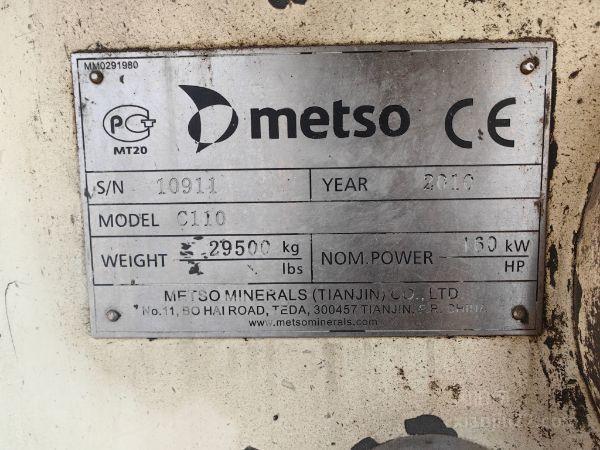 MM0291980
PCT
MT20
metso CE
S/N 10911 YEAR 2010
MODEL C110
WEIGHT 29500 kg
lbs
NOM.POWER 160 kW
HP
METSO MINERALS (TIANJIN) CO., LTD
No.11, BO HAI ROAD, TEDA, 300457 TIANJIN, P.R. CHINA
www.metsominerals.com